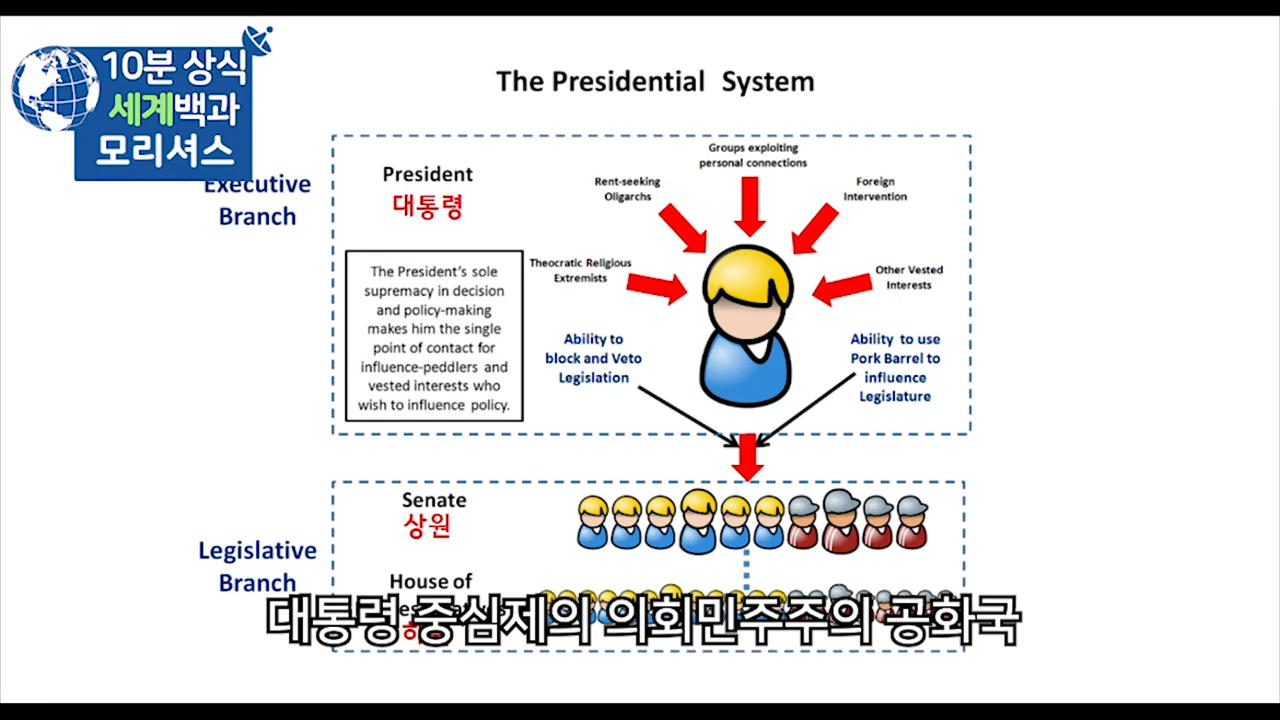 10분 상식
세계백과
모리셔스
The Presidential System
Executive
Branch
President
대통령
Groups exploiting
personal connections
Rent-seeking
Oligarchs
Foreign
Intervention
Theocratic Religious
Extremists
Other Vested
Interests
The President's sole
supremacy in decision
and policy-making
makes him the single
point of contact for
influence-peddlers and
vested interests who
wish to influence policy.
Ability to
block and Veto
Legislation
Ability to use
Pork Barrel to
influence
Legislature
Legislative
Branch
Senate
상원
House of
대통령 중심제의 의회민주주의 공화국